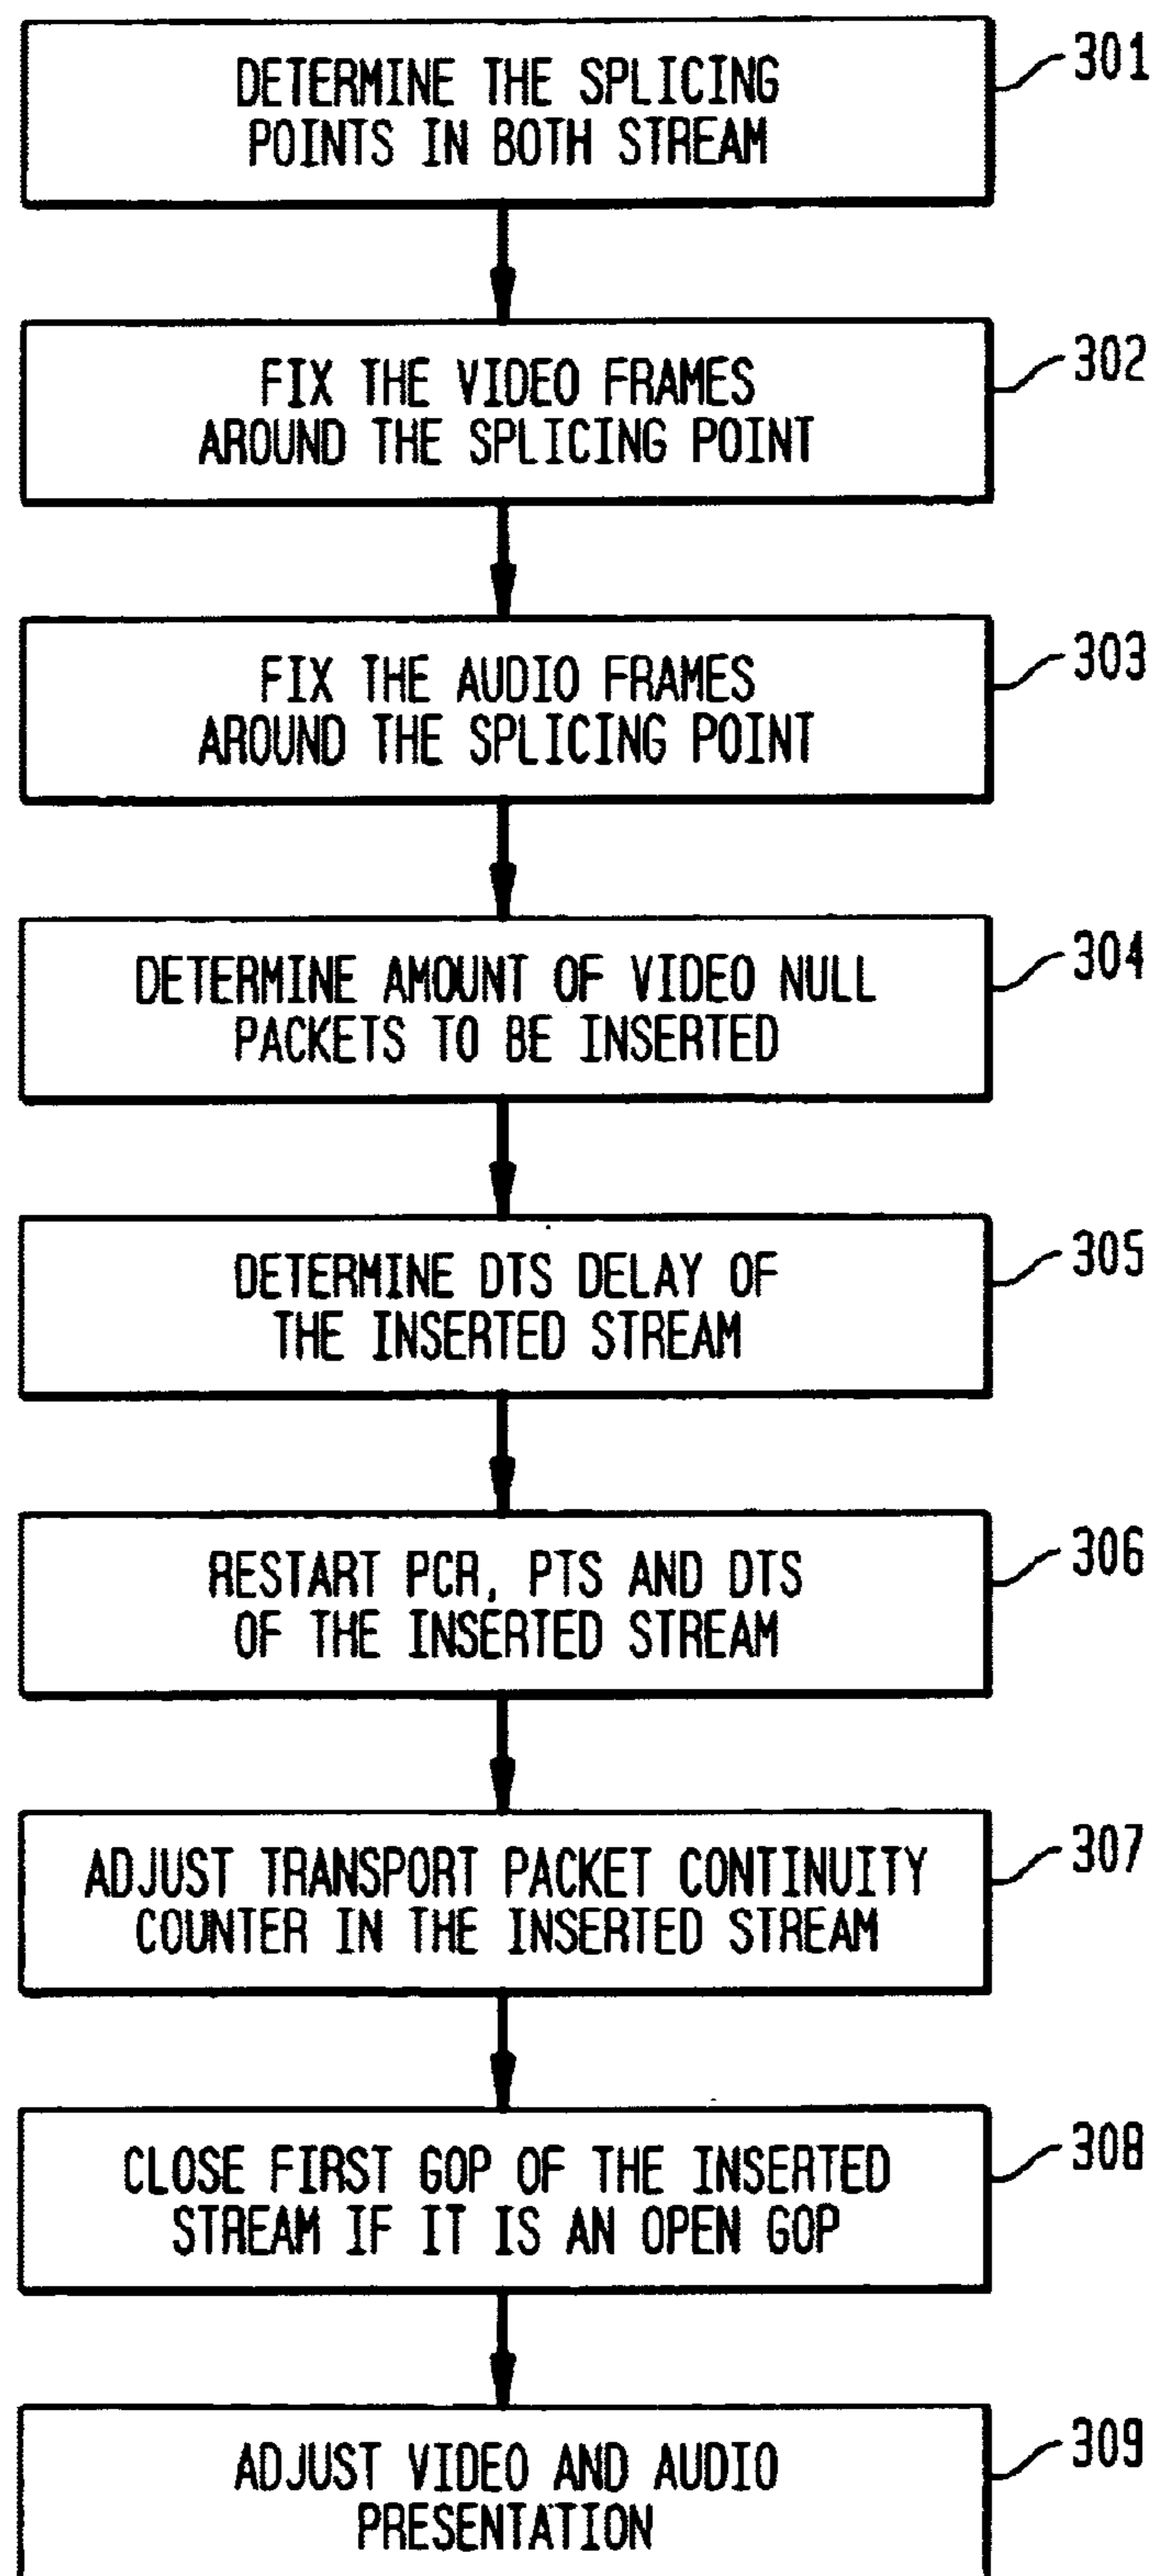 DETERMINE THE SPLICING
POINTS IN BOTH STREAM
301
FIX THE VIDEO FRAMES
AROUND THE SPLICING POINT
302
FIX THE AUDIO FRAMES
AROUND THE SPLICING POINT
303
DETERMINE AMOUNT OF VIDEO NULL
PACKETS TO BE INSERTED
304
DETERMINE DTS DELAY OF
THE INSERTED STREAM
305
RESTART PCR, PTS AND DTS
OF THE INSERTED STREAM
306
ADJUST TRANSPORT PACKET CONTINUITY
COUNTER IN THE INSERTED STREAM
307
CLOSE FIRST GOP OF THE INSERTED
STREAM IF IT IS AN OPEN GOP
308
ADJUST VIDEO AND AUDIO
PRESENTATION
309